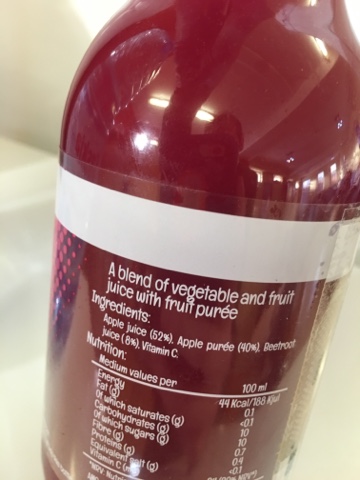 A blend of vegetable and fruit
juice with fruit purée
Ingredients:
Apple juice (52%), Apple purée (40%), Beetroot
juice (8%), Vitamin C.
Nutrition:
Medium values per 100 ml
Energy 44 Kcal/188 Kjul
Fat (g) 0.1
Of which saturates (g) <0.1
Carbohydrates (g) 10
Of which sugars (g) 10
Fibre (g) 0.7
Proteins (g) 0.4
Equivalent salt (g) <0.1
Vitamin C